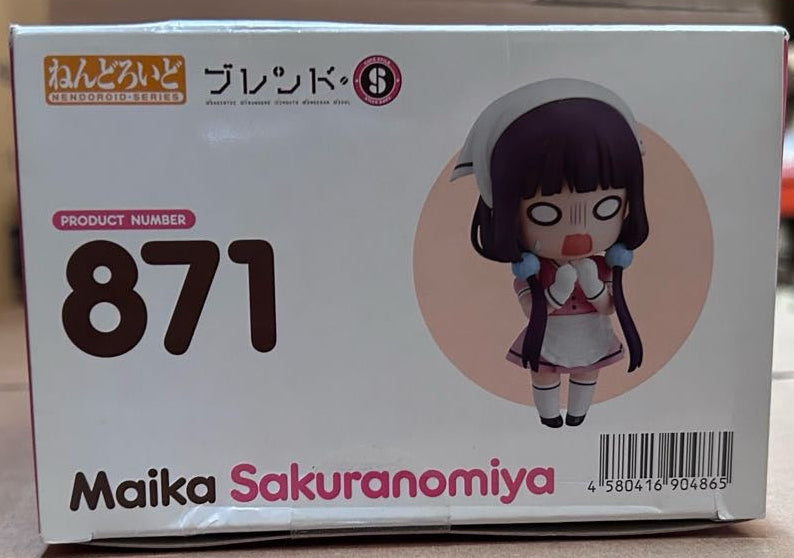 ねんどろいど
NENDOROID・SERIES
ブレンド・S
PRODUCT NUMBER
871
Maika Sakuranomiya
4 580416 904865